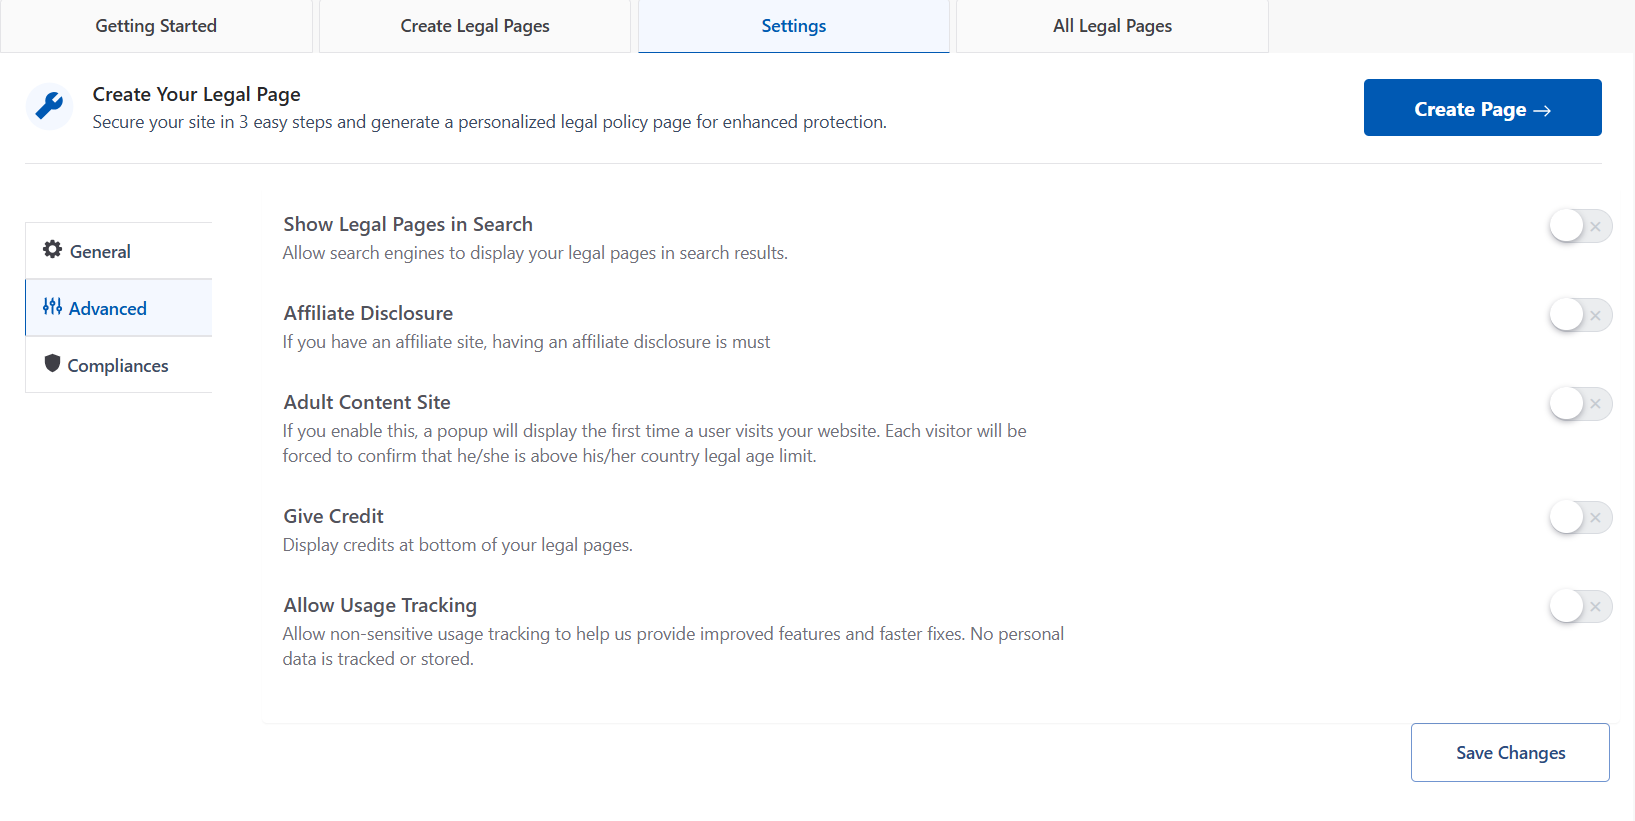 Getting Started
Create Legal Pages
Settings
All Legal Pages
Create Your Legal Page
Secure your site in 3 easy steps and generate a personalized legal policy page for enhanced protection.
Create Page →
General
Advanced
Compliances
Show Legal Pages in Search
Allow search engines to display your legal pages in search results.
Affiliate Disclosure
If you have an affiliate site, having an affiliate disclosure is must
Adult Content Site
If you enable this, a popup will display the first time a user visits your website. Each visitor will be
forced to confirm that he/she is above his/her country legal age limit.
Give Credit
Display credits at bottom of your legal pages.
Allow Usage Tracking
Allow non-sensitive usage tracking to help us provide improved features and faster fixes. No personal
data is tracked or stored.
Save Changes